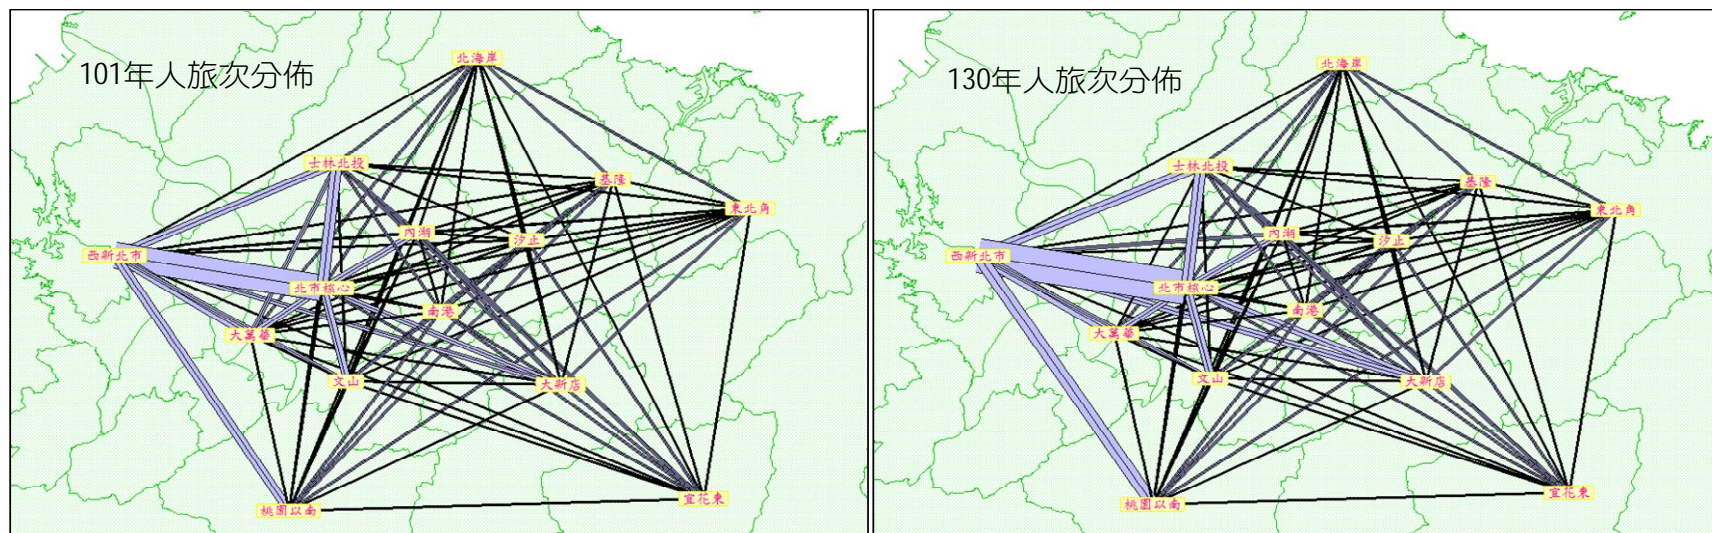 101年人旅次分佈
北海岸
士林北投
基隆
東北角
內湖
汐止
西新北市
北市核心
南港
大萬華
文山
大新店
宜花東
桃園以南
130年人旅次分佈
北海岸
士林北投
基隆
東北角
內湖
汐止
西新北市
北市核心
南港
大萬華
文山
大新店
宜花東
桃園以南